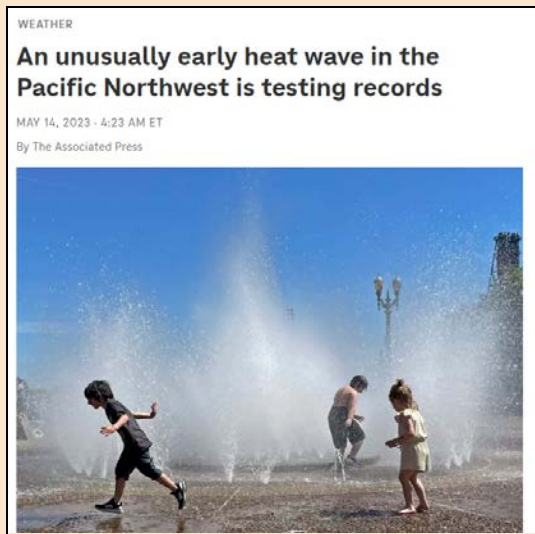 WEATHER
An unusually early heat wave in the
Pacific Northwest is testing records
MAY 14, 2023 · 4:23 AM ET
By The Associated Press